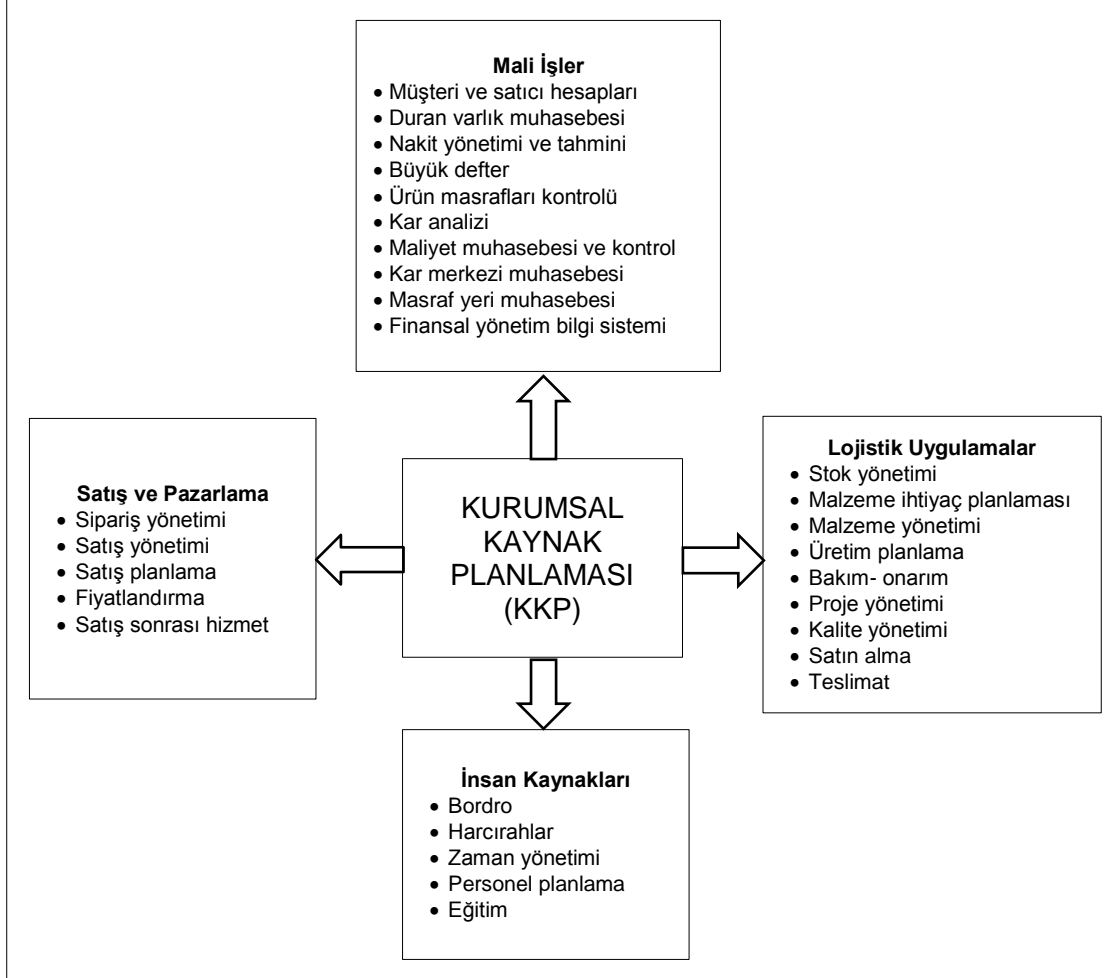 Mali İşler
• Müşteri ve satıcı hesapları
• Duran varlık muhasebesi
• Nakit yönetimi ve tahmini
• Büyük defter
• Ürün masrafları kontrolü
• Kar analizi
• Maliyet muhasebesi ve kontrol
• Kar merkezi muhasebesi
• Masraf yeri muhasebesi
• Finansal yönetim bilgi sistemi
Satış ve Pazarlama
• Sipariş yönetimi
• Satış yönetimi
• Satış planlama
• Fiyatlandırma
• Satış sonrası hizmet
KURUMSAL
KAYNAK
PLANLAMASI
(KKP)
Lojistik Uygulamalar
• Stok yönetimi
• Malzeme ihtiyaç planlaması
• Malzeme yönetimi
• Üretim planlama
• Bakım- onarım
• Proje yönetimi
• Kalite yönetimi
• Satın alma
• Teslimat
İnsan Kaynakları
• Bordro
• Harcırahlar
• Zaman yönetimi
• Personel planlama
• Eğitim